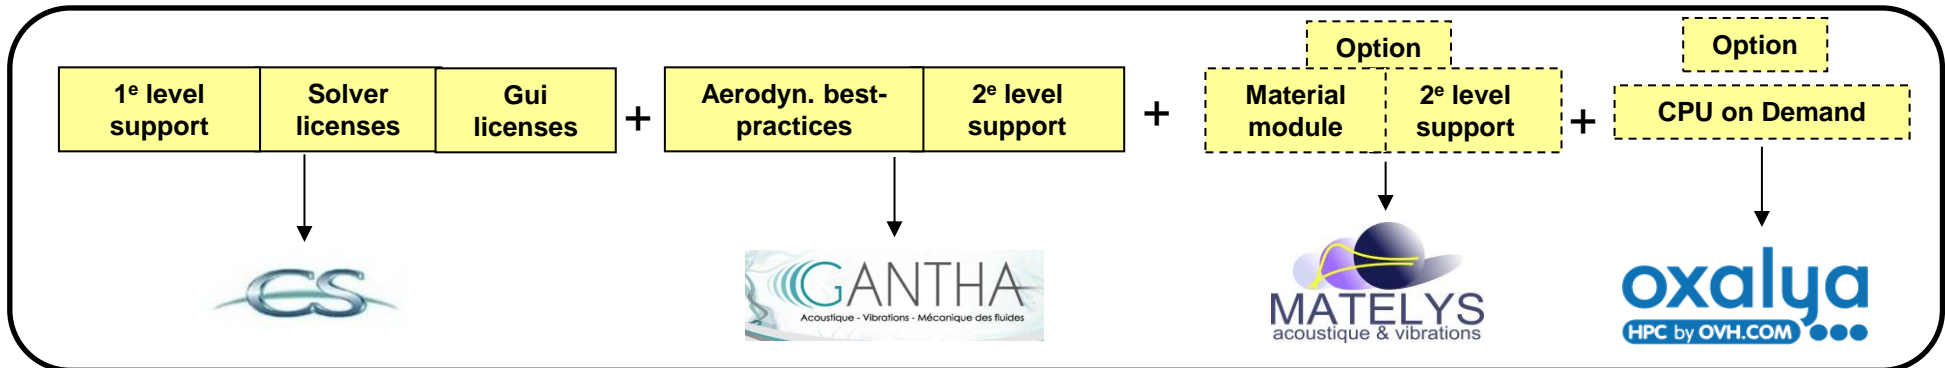 Option
Option
1e level
support
Solver
licenses
Gui
licenses
+
Aerodyn. best-
practices
2e level
support
+
Material
module
2e level
support
+
CPU on Demand
CS
GANTHA
Acoustique - Vibrations - Mécanique des fluides
MATELYS
acoustique & vibrations
oxalya
HPC by OVH.COM